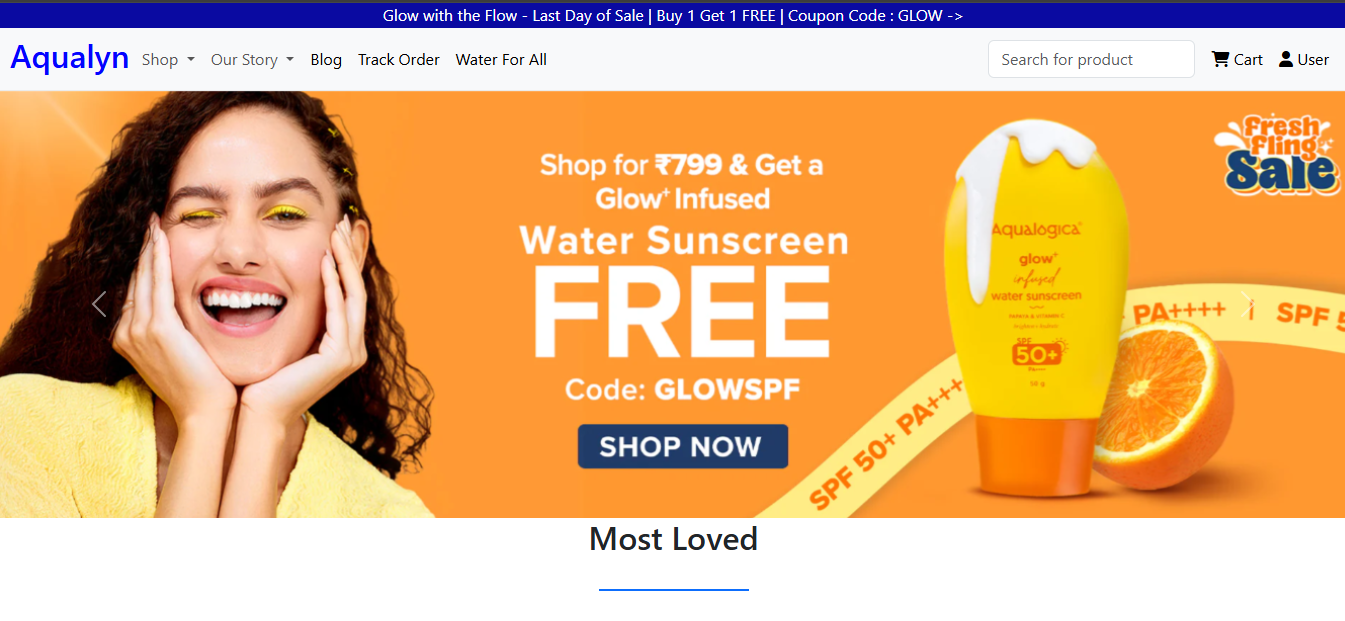 Glow with the Flow - Last Day of Sale | Buy 1 Get 1 FREE | Coupon Code : GLOW ->
Aqualyn Shop Our Story Blog Track Order Water For All Search for product Cart User
Fresh
Fling
Sale
Shop for ₹799 & Get a
Glow+ Infused
Water Sunscreen
FREE
Code: GLOWSPF
SHOP NOW
Aqualogica
glow+
infused
water sunscreen
PAPAYA & VITAMIN C
SPF
50+
PA++++
50 g
SPF 50+ PA+++
PA++++ | SPF 5
Most Loved